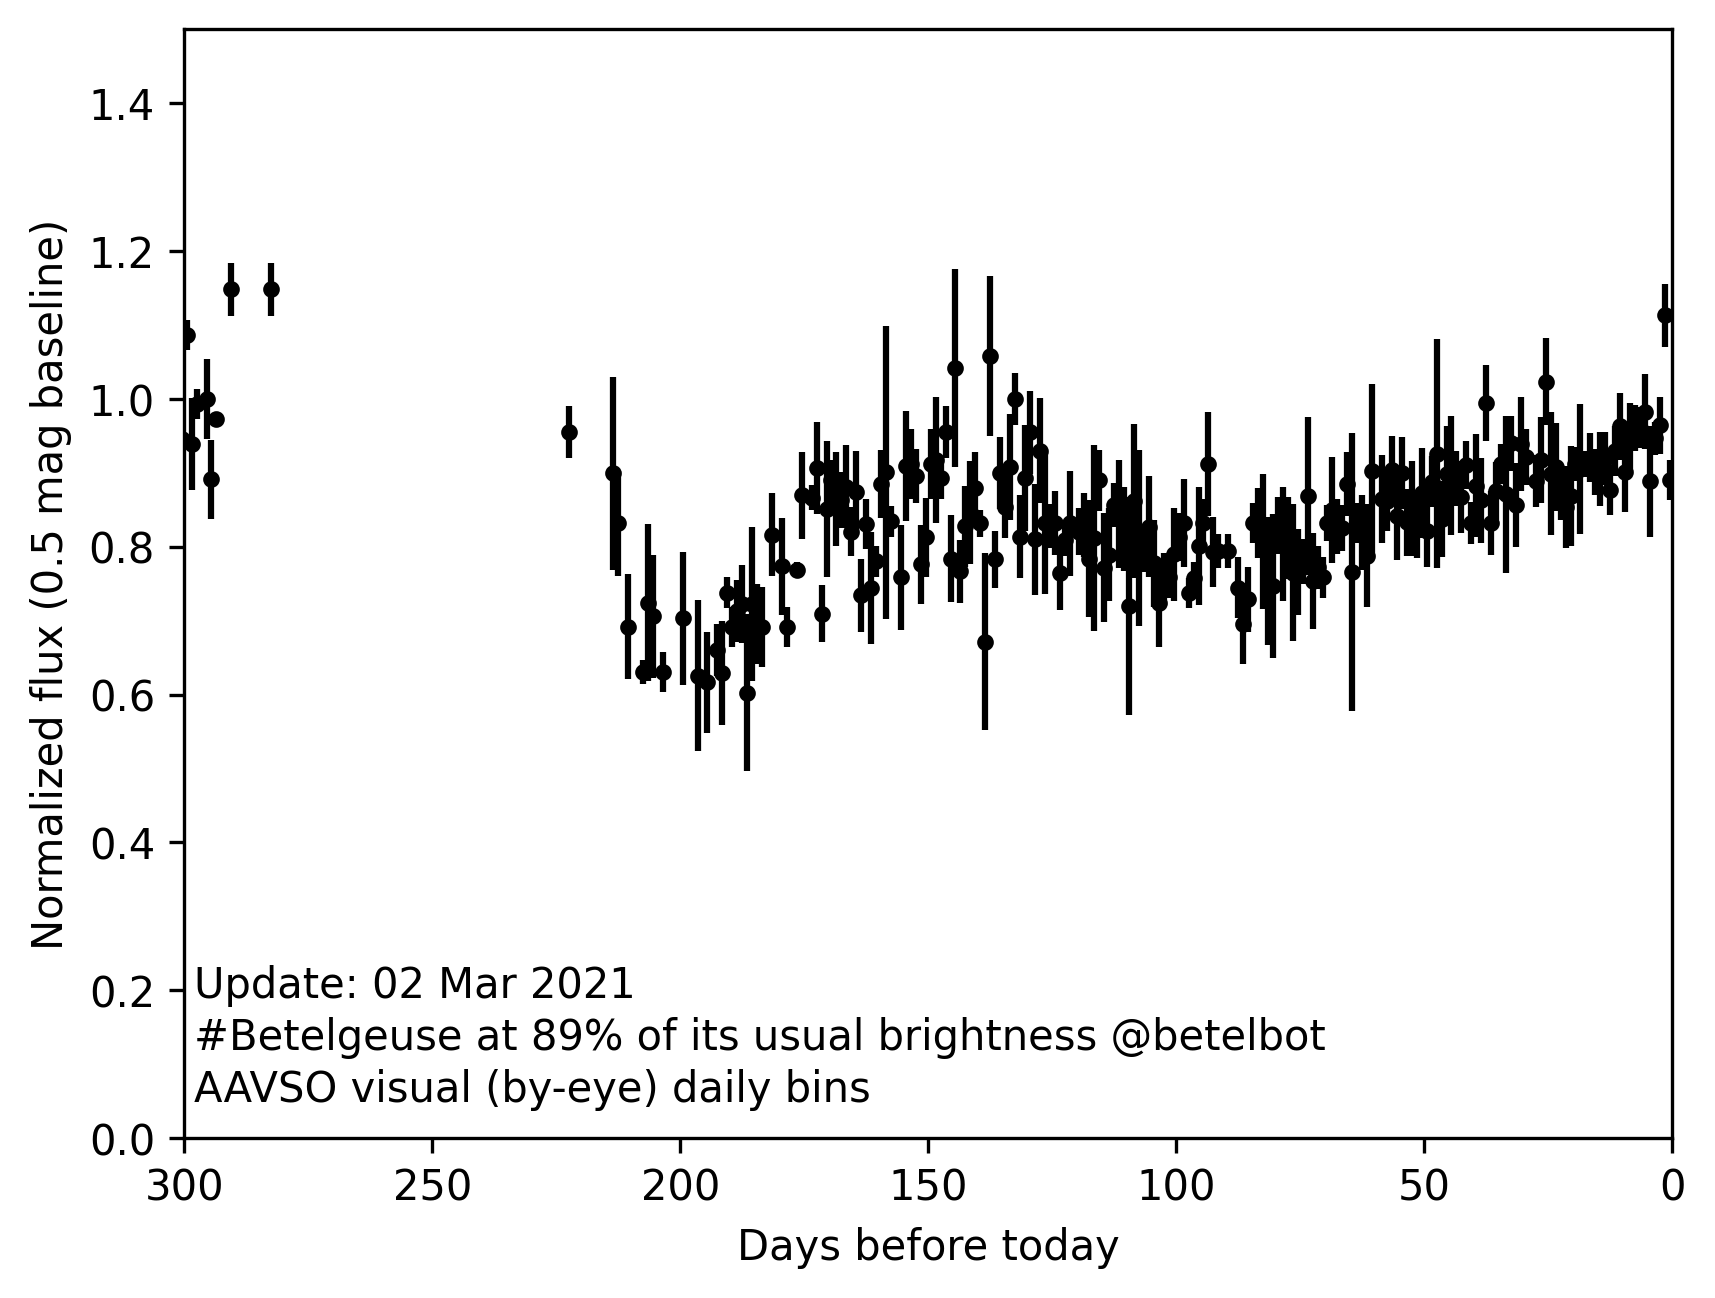 1.4
1.2
1.0
0.8
0.6
0.4
0.2
0.0
Normalized flux (0.5 mag baseline)
Update: 02 Mar 2021
#Betelgeuse at 89% of its usual brightness @betelbot
AAVSO visual (by-eye) daily bins
300 250 200 150 100 50 0
Days before today